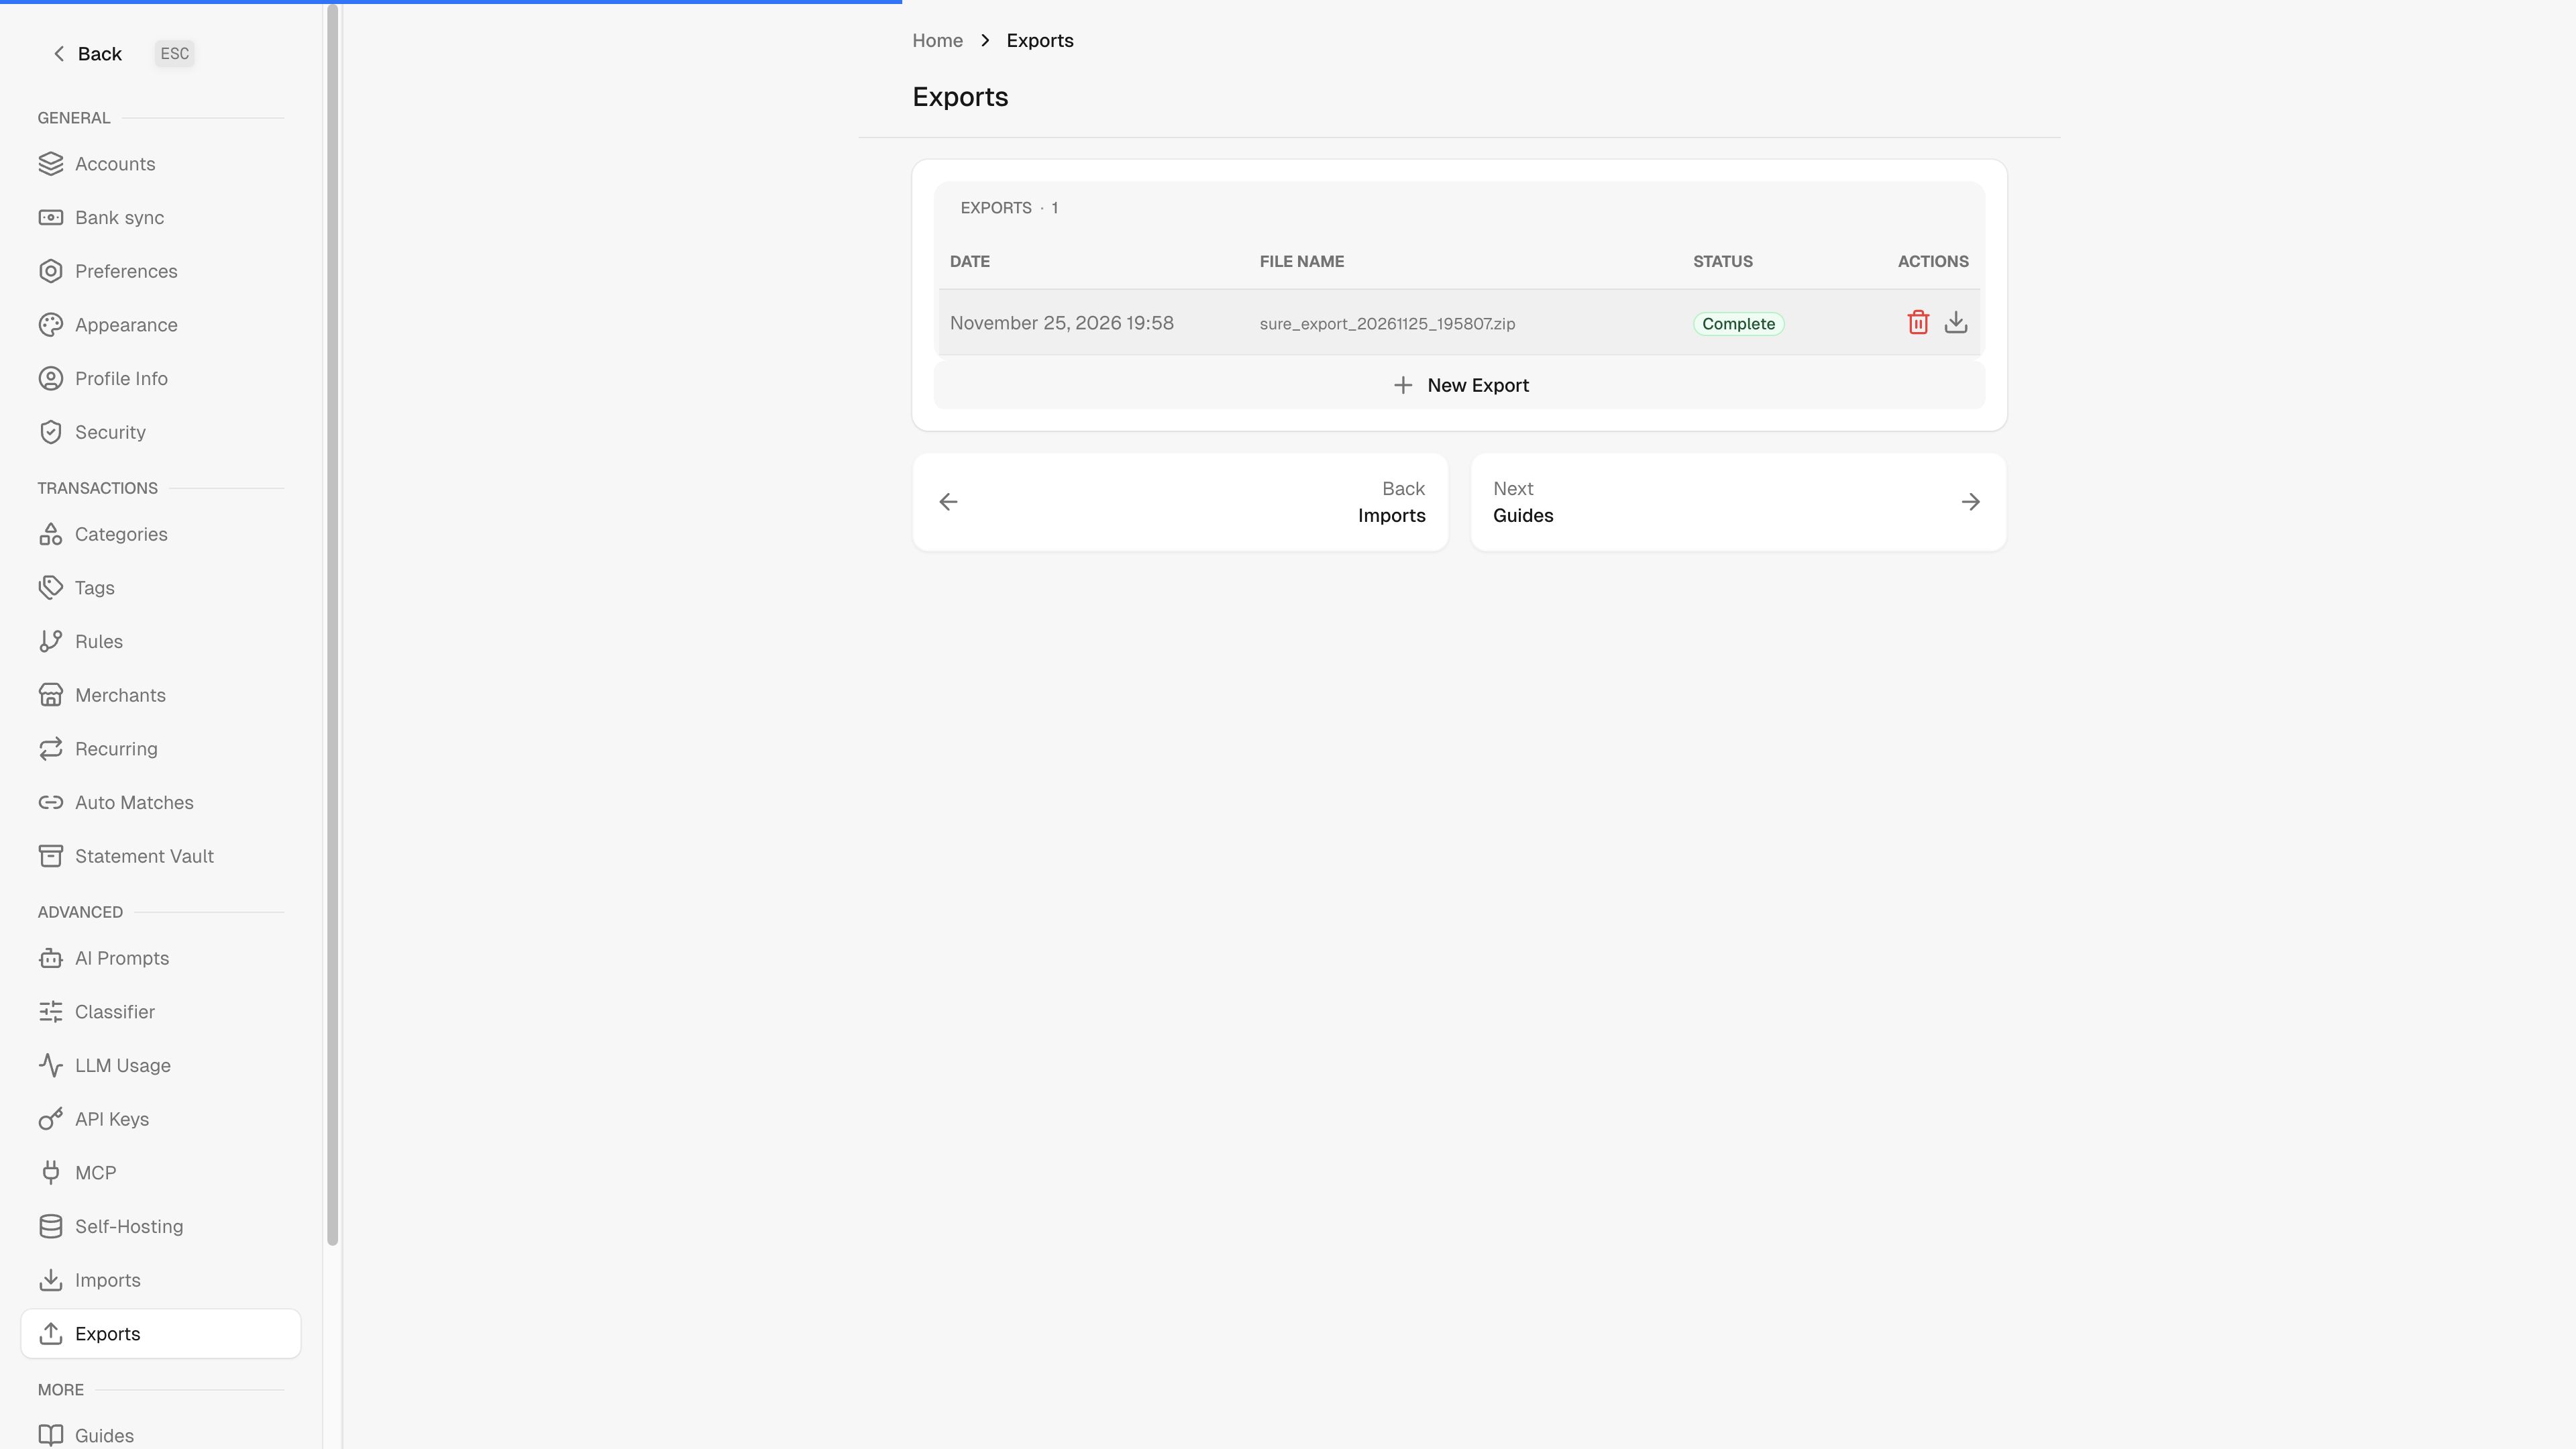 Back ESC
GENERAL
Accounts
Bank sync
Preferences
Appearance
Profile Info
Security
TRANSACTIONS
Categories
Tags
Rules
Merchants
Recurring
Auto Matches
Statement Vault
ADVANCED
AI Prompts
Classifier
LLM Usage
API Keys
MCP
Self-Hosting
Imports
Exports
MORE
Guides
Home > Exports
Exports
EXPORTS · 1
DATE FILE NAME STATUS ACTIONS
November 25, 2026 19:58 sure_export_20261125_195807.zip Complete
New Export
Back
Imports
Next
Guides